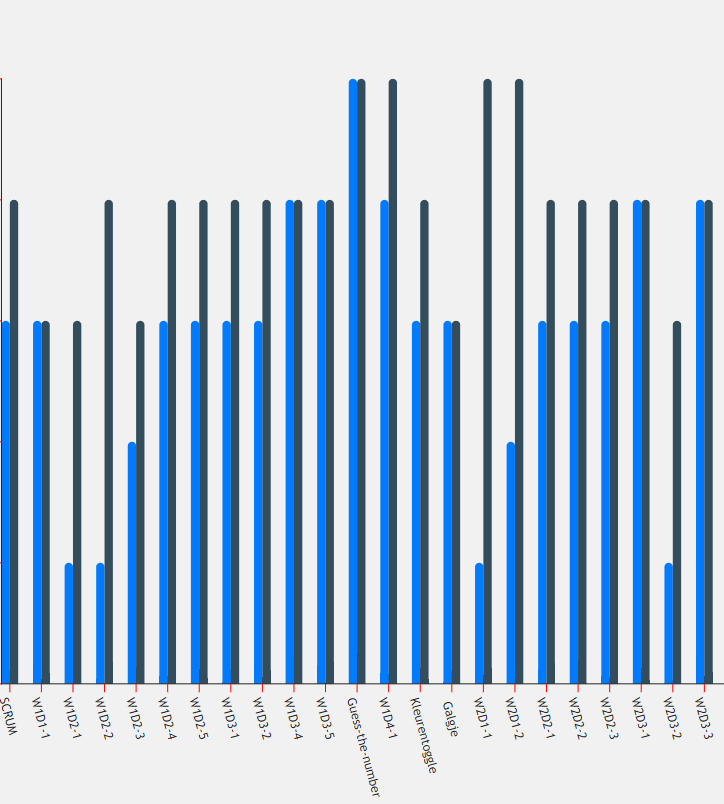 SCRUM
W1D1-1
W1D2-1
W1D2-2
W1D2-3
W1D2-4
W1D2-5
W1D3-1
W1D3-2
W1D3-4
W1D3-5
Guess-the-number
W1D4-1
Kleurentoggle
Galgje
W2D1-1
W2D1-2
W2D2-1
W2D2-2
W2D2-3
W2D3-1
W2D3-2
W2D3-3